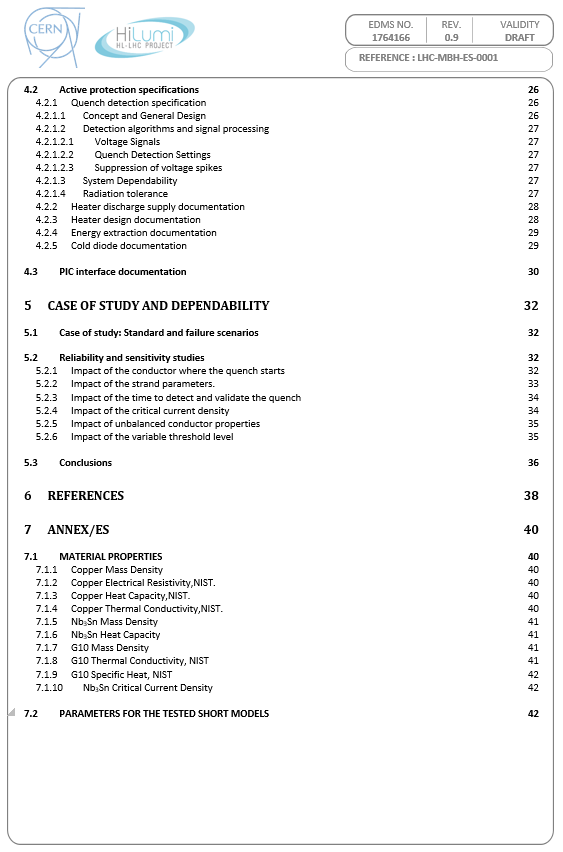 CERN
HiLumi
HL-LHC PROJECT
EDMS NO. REV. VALIDITY
1764166 0.9 DRAFT
REFERENCE : LHC-MBH-ES-0001
4.2 Active protection specifications 26
4.2.1 Quench detection specification 26
4.2.1.1 Concept and General Design 26
4.2.1.2 Detection algorithms and signal processing 27
4.2.1.2.1 Voltage Signals 27
4.2.1.2.2 Quench Detection Settings 27
4.2.1.2.3 Suppression of voltage spikes 27
4.2.1.3 System Dependability 27
4.2.1.4 Radiation tolerance 27
4.2.2 Heater discharge supply documentation 28
4.2.3 Heater design documentation 28
4.2.4 Energy extraction documentation 29
4.2.5 Cold diode documentation 29
4.3 PIC interface documentation 30
5 CASE OF STUDY AND DEPENDABILITY 32
5.1 Case of study: Standard and failure scenarios 32
5.2 Reliability and sensitivity studies 32
5.2.1 Impact of the conductor where the quench starts 32
5.2.2 Impact of the strand parameters. 33
5.2.3 Impact of the time to detect and validate the quench 34
5.2.4 Impact of the critical current density 34
5.2.5 Impact of unbalanced conductor properties 35
5.2.6 Impact of the variable threshold level 35
5.3 Conclusions 36
6 REFERENCES 38
7 ANNEX/ES 40
7.1 MATERIAL PROPERTIES 40
7.1.1 Copper Mass Density 40
7.1.2 Copper Electrical Resistivity,NIST. 40
7.1.3 Copper Heat Capacity,NIST. 40
7.1.4 Copper Thermal Conductivity,NIST. 40
7.1.5 Nb₃Sn Mass Density 41
7.1.6 Nb₃Sn Heat Capacity 41
7.1.7 G10 Mass Density 41
7.1.8 G10 Thermal Conductivity, NIST 41
7.1.9 G10 Specific Heat, NIST 42
7.1.10 Nb₃Sn Critical Current Density 42
7.2 PARAMETERS FOR THE TESTED SHORT MODELS 42